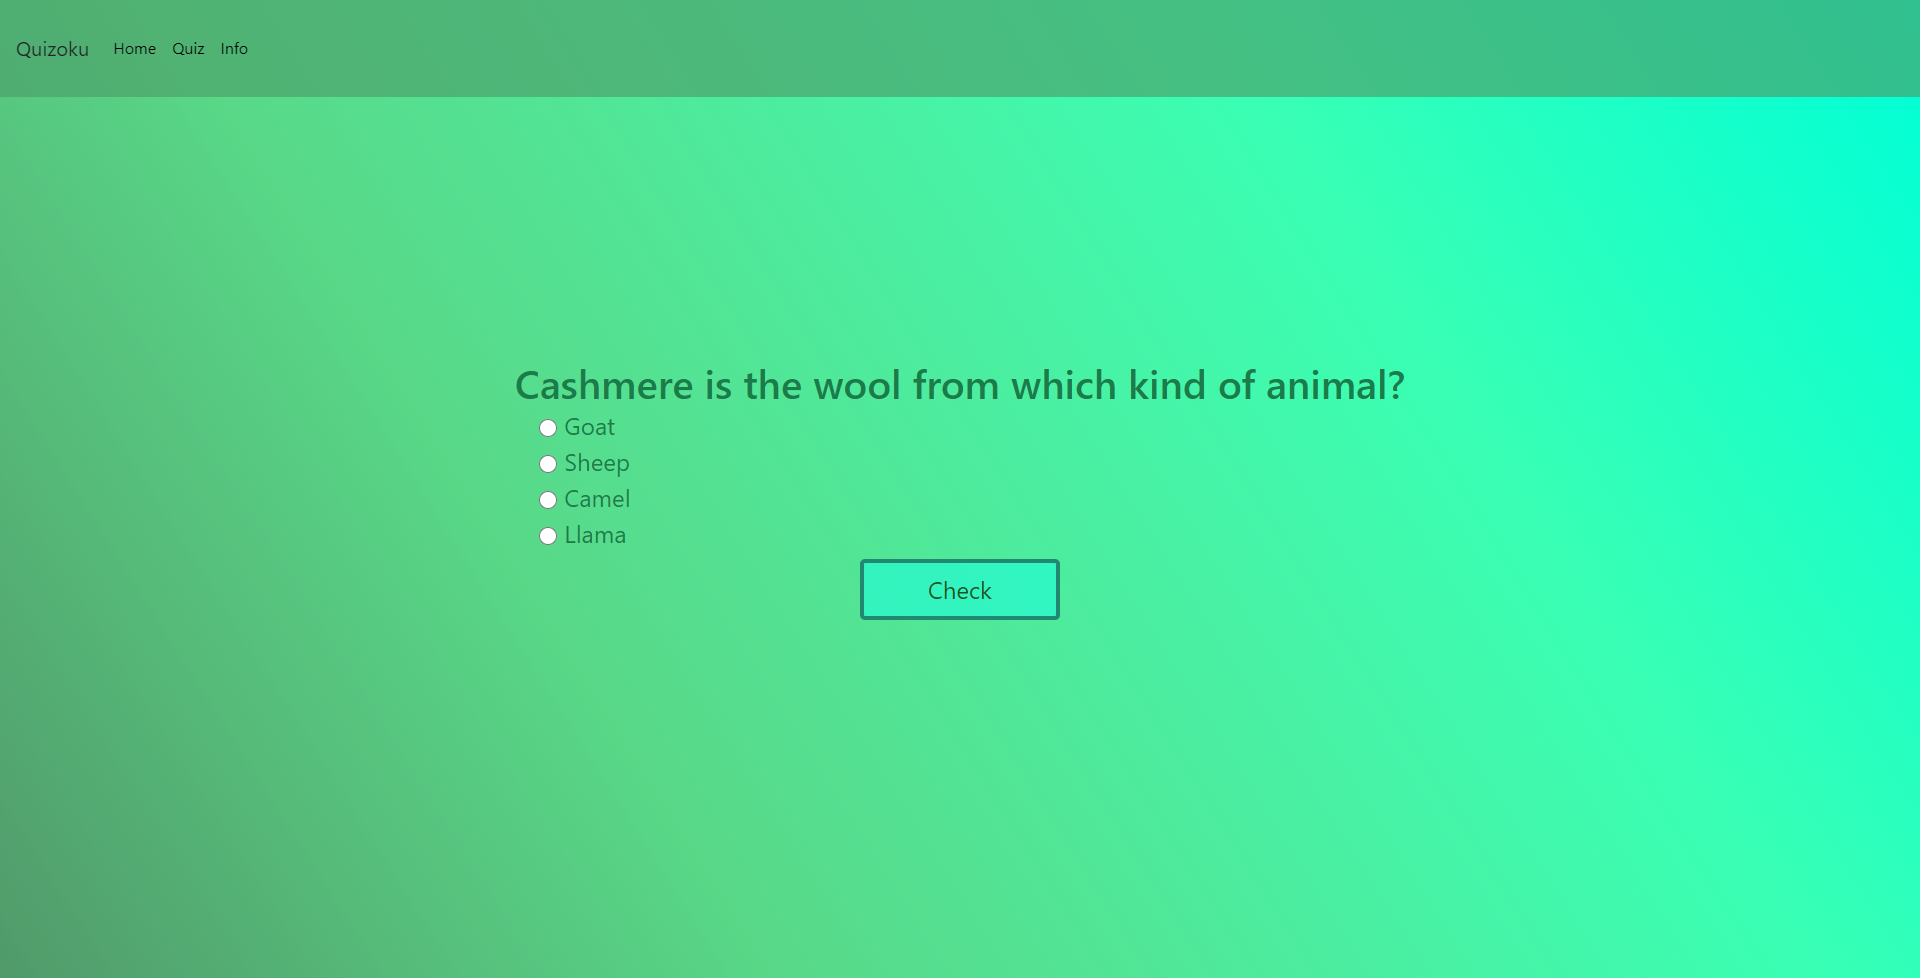 Quizoku Home Quiz Info
Cashmere is the wool from which kind of animal?
Goat
Sheep
Camel
Llama
Check